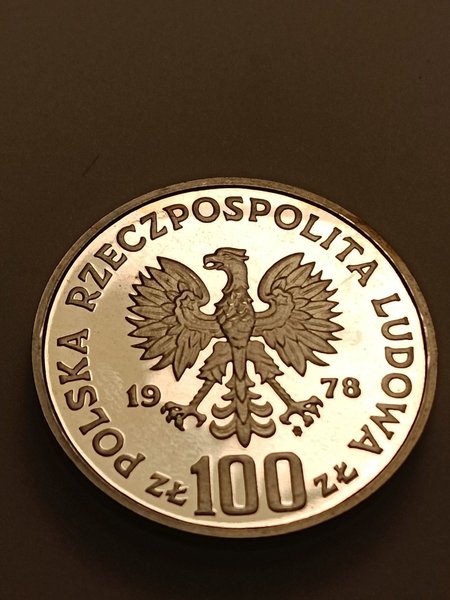 POLSKA RZECZPOSPOLITA LUDOWA
19 78
ZŁ 100 ZŁ